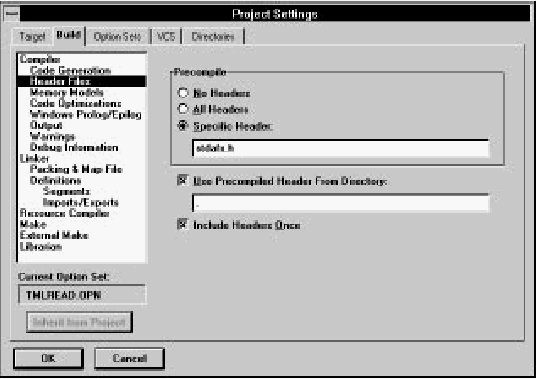 Project Settings
Target Build Option Sets VCS Directories
Compiler
Code Generation
Header Files
Memory Models
Code Optimizations
Windows Prolog/Epilog
Output
Warnings
Debug Information
Linker
Packing & Map File
Definitions
Segments
Imports/Exports
Resource Compiler
Make
External Make
Librarian
Current Option Set:
TMLREAD.OPN
Inherit from Project
Precompile
No Headers
All Headers
Specific Header:
stdafx.h
Use Precompiled Header From Directory:
.
Include Headers Once
OK Cancel